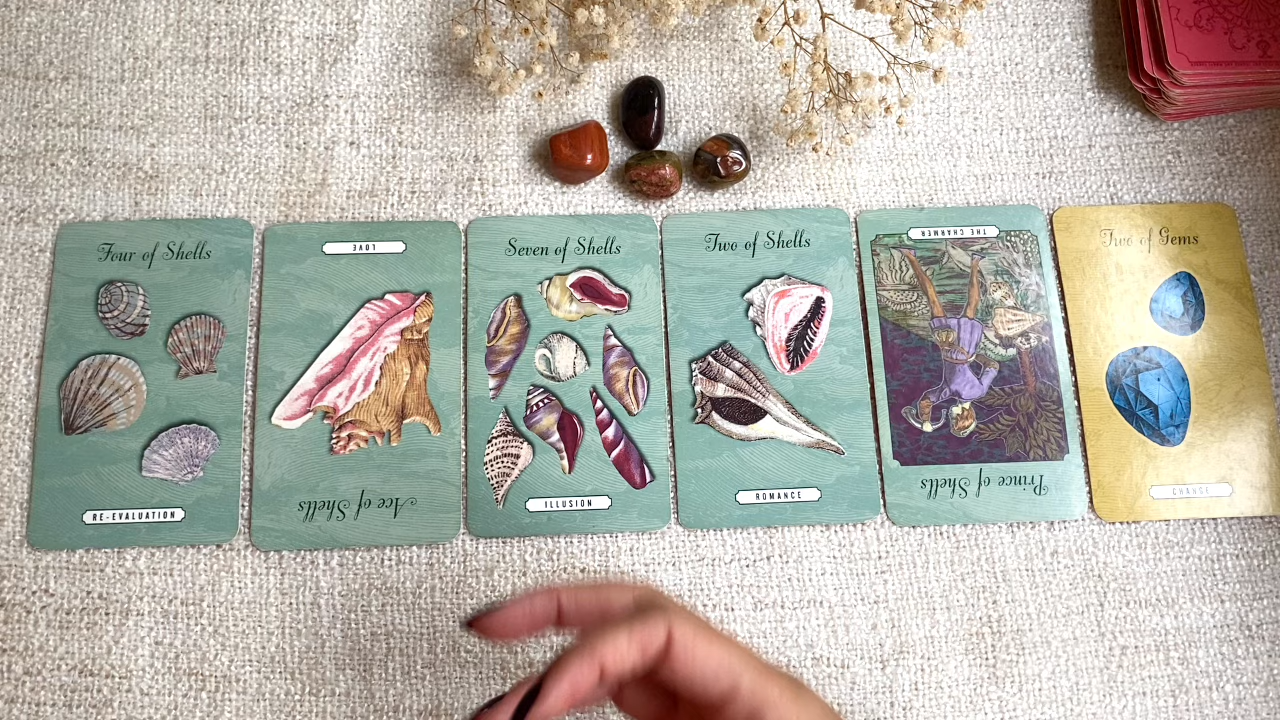 Four of Shells
RE-EVALUATION
LOVE
Ace of Shells
Seven of Shells
ILLUSION
Two of Shells
ROMANCE
THE CHARMER
Prince of Shells
Two of Gems
CHANGE